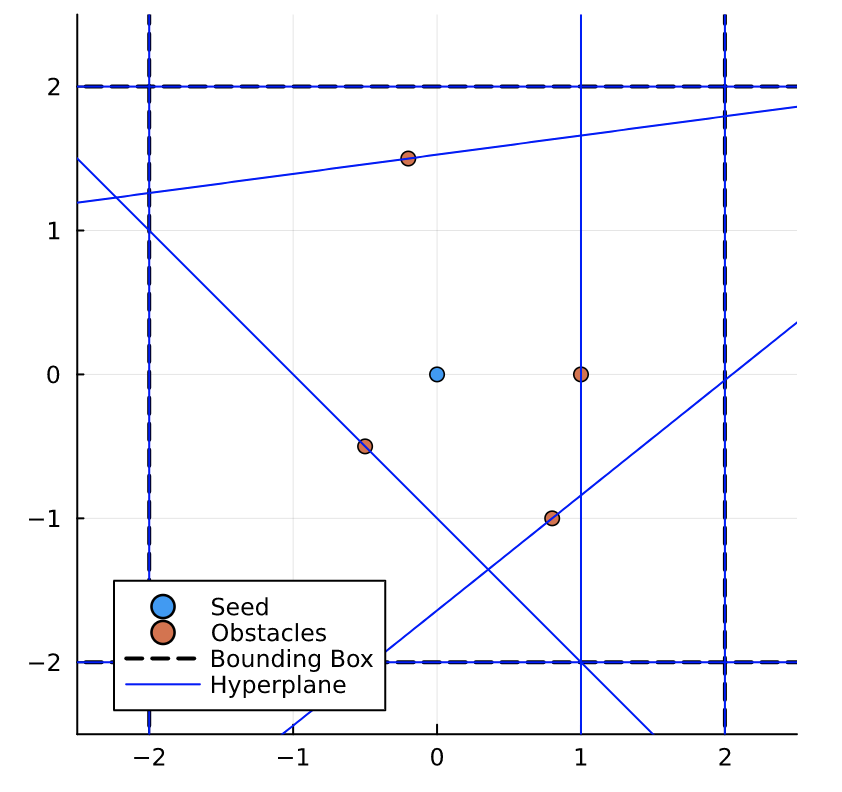 2
1
0
−1
−2
Seed
Obstacles
Bounding Box
Hyperplane
−2 −1 0 1 2